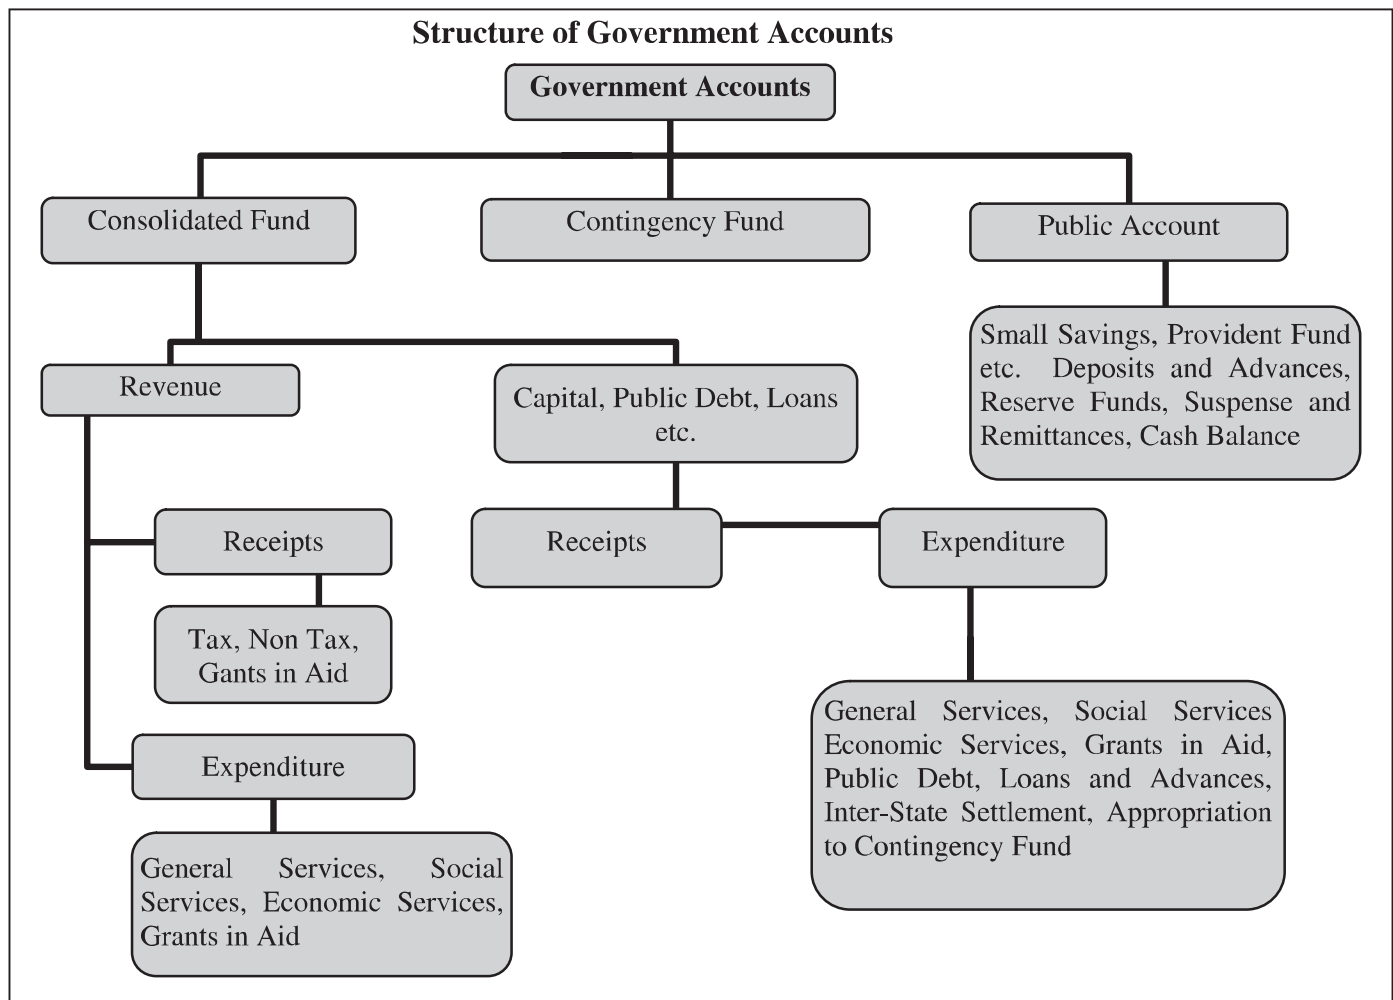 Structure of Government Accounts
Government Accounts
Consolidated Fund
Contingency Fund
Public Account
Small Savings, Provident Fund
etc. Deposits and Advances,
Reserve Funds, Suspense and
Remittances, Cash Balance
Revenue
Capital, Public Debt, Loans
etc.
Receipts
Tax, Non Tax,
Gants in Aid
Expenditure
General Services, Social
Services, Economic Services,
Grants in Aid
Receipts
Expenditure
General Services, Social Services
Economic Services, Grants in Aid,
Public Debt, Loans and Advances,
Inter-State Settlement, Appropriation
to Contingency Fund